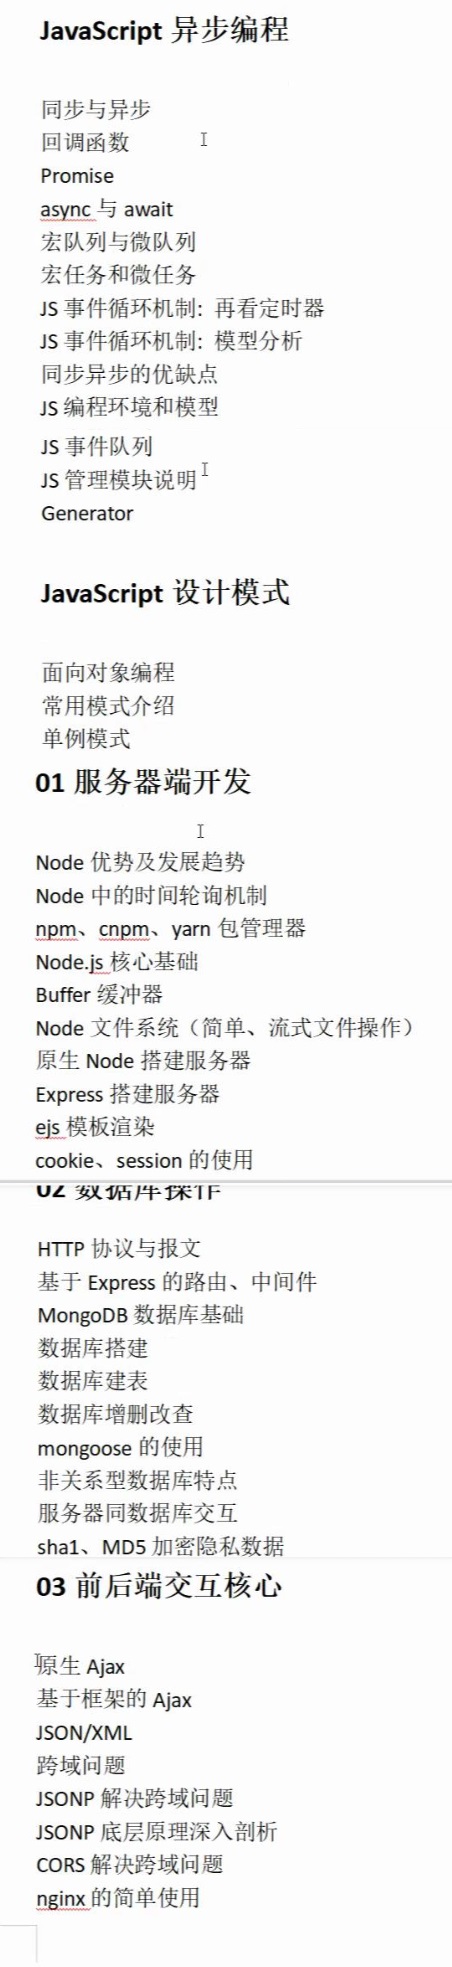 JavaScript 异步编程
同步与异步
回调函数
Promise
async 与 await
宏队列与微队列
宏任务和微任务
JS 事件循环机制: 再看定时器
JS 事件循环机制: 模型分析
同步异步的优缺点
JS 编程环境和模型
JS 事件队列
JS 管理模块说明
Generator
JavaScript 设计模式
面向对象编程
常用模式介绍
单例模式
01 服务器端开发
Node 优势及发展趋势
Node 中的时间轮询机制
npm、cnpm、yarn 包管理器
Node.js 核心基础
Buffer 缓冲器
Node 文件系统（简单、流式文件操作）
原生 Node 搭建服务器
Express 搭建服务器
ejs 模板渲染
cookie、session 的使用
02 数据库操作
HTTP 协议与报文
基于 Express 的路由、中间件
MongoDB 数据库基础
数据库搭建
数据库建表
数据库增删改查
mongoose 的使用
非关系型数据库特点
服务器同数据库交互
sha1、MD5 加密隐私数据
03 前后端交互核心
原生 Ajax
基于框架的 Ajax
JSON/XML
跨域问题
JSONP 解决跨域问题
JSONP 底层原理深入剖析
CORS 解决跨域问题
nginx 的简单使用